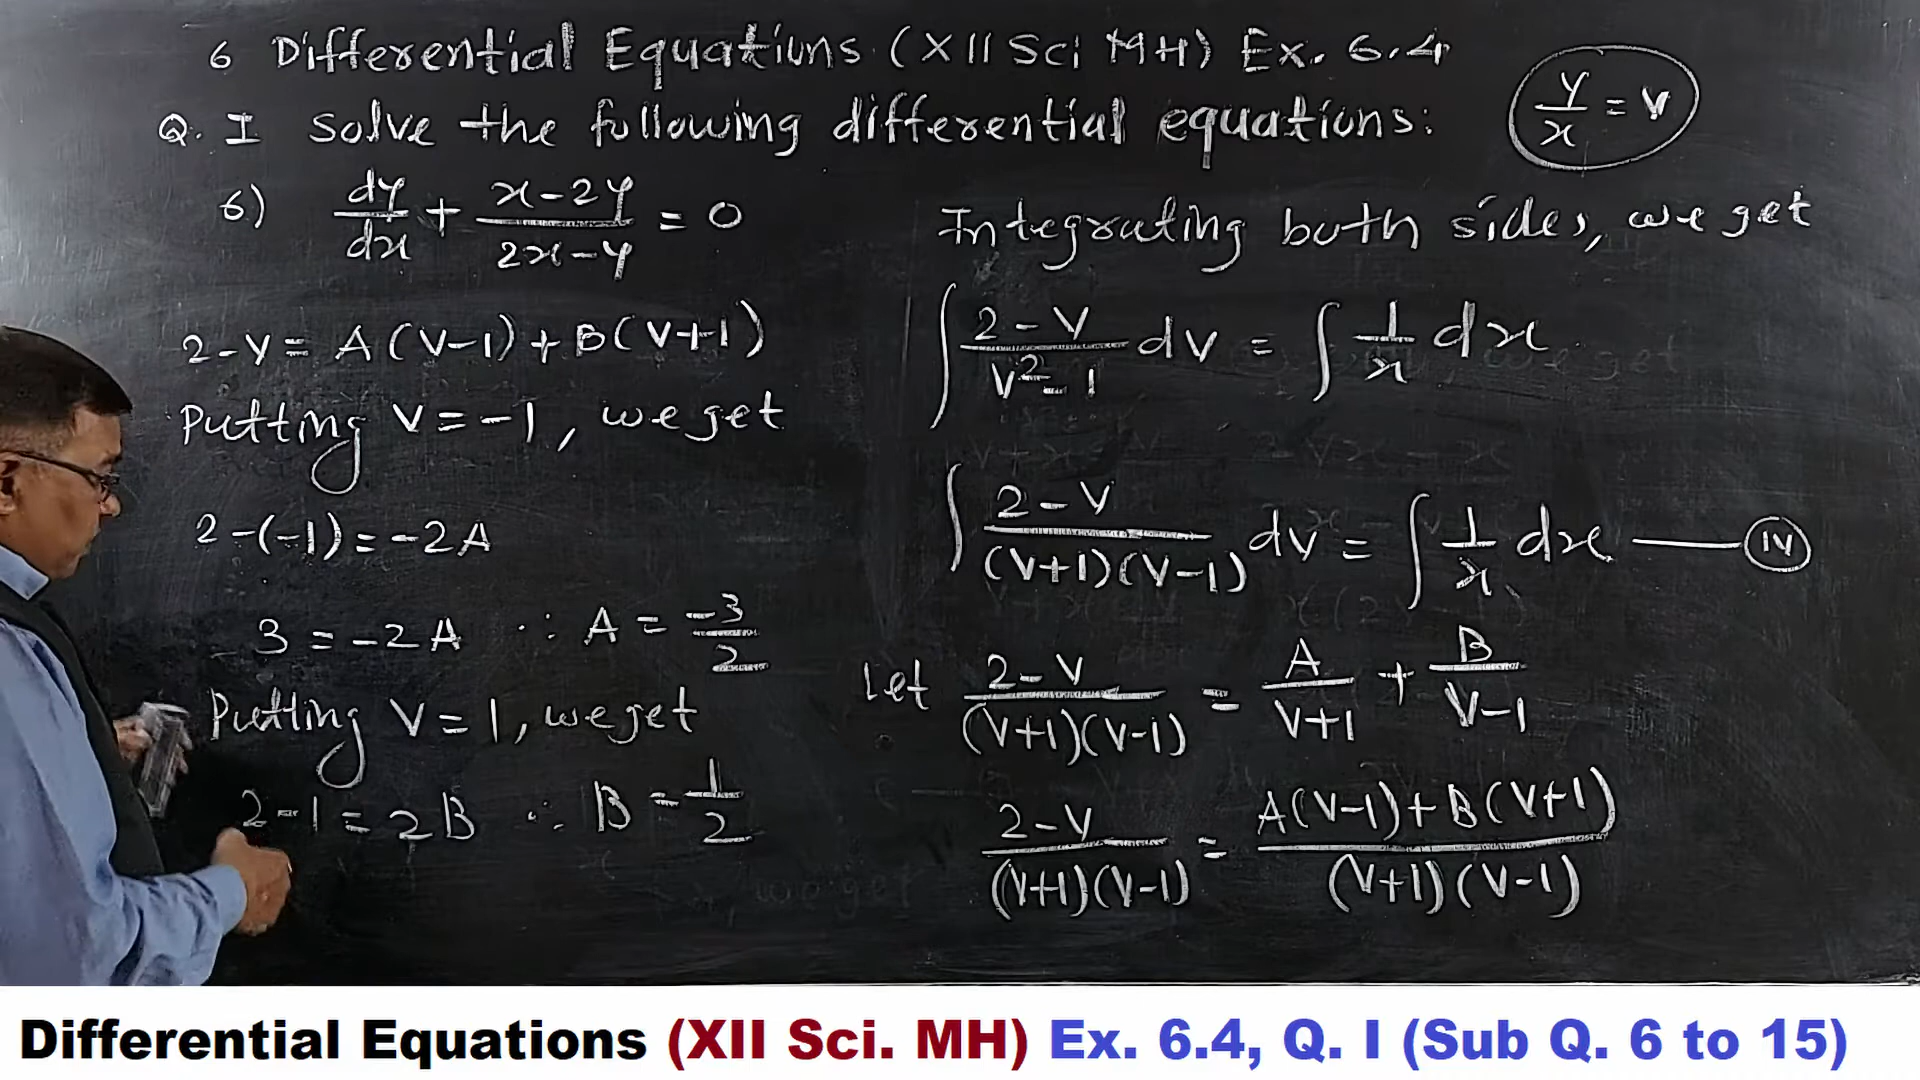 6 Differential Equations (XII Sci MH) Ex. 6.4
Q. I Solve the following differential equations:
y/x = v
6) dy/dx + (x-2y)/(2x-y) = 0
2-v = A(v-1) + B(v+1)
Putting v = -1, we get
2-(-1) = -2A
3 = -2A ∴ A = -3/2
Putting v = 1, we get
2-1 = 2B ∴ B = 1/2
Integrating both sides, we get
∫ (2-v)/(v²-1) dv = ∫ 1/x dx
∫ (2-v)/((v+1)(v-1)) dv = ∫ 1/x dx — (iv)
Let (2-v)/((v+1)(v-1)) = A/(v+1) + B/(v-1)
(2-v)/((v+1)(v-1)) = (A(v-1) + B(v+1))/((v+1)(v-1))
Differential Equations (XII Sci. MH) Ex. 6.4, Q. I (Sub Q. 6 to 15)